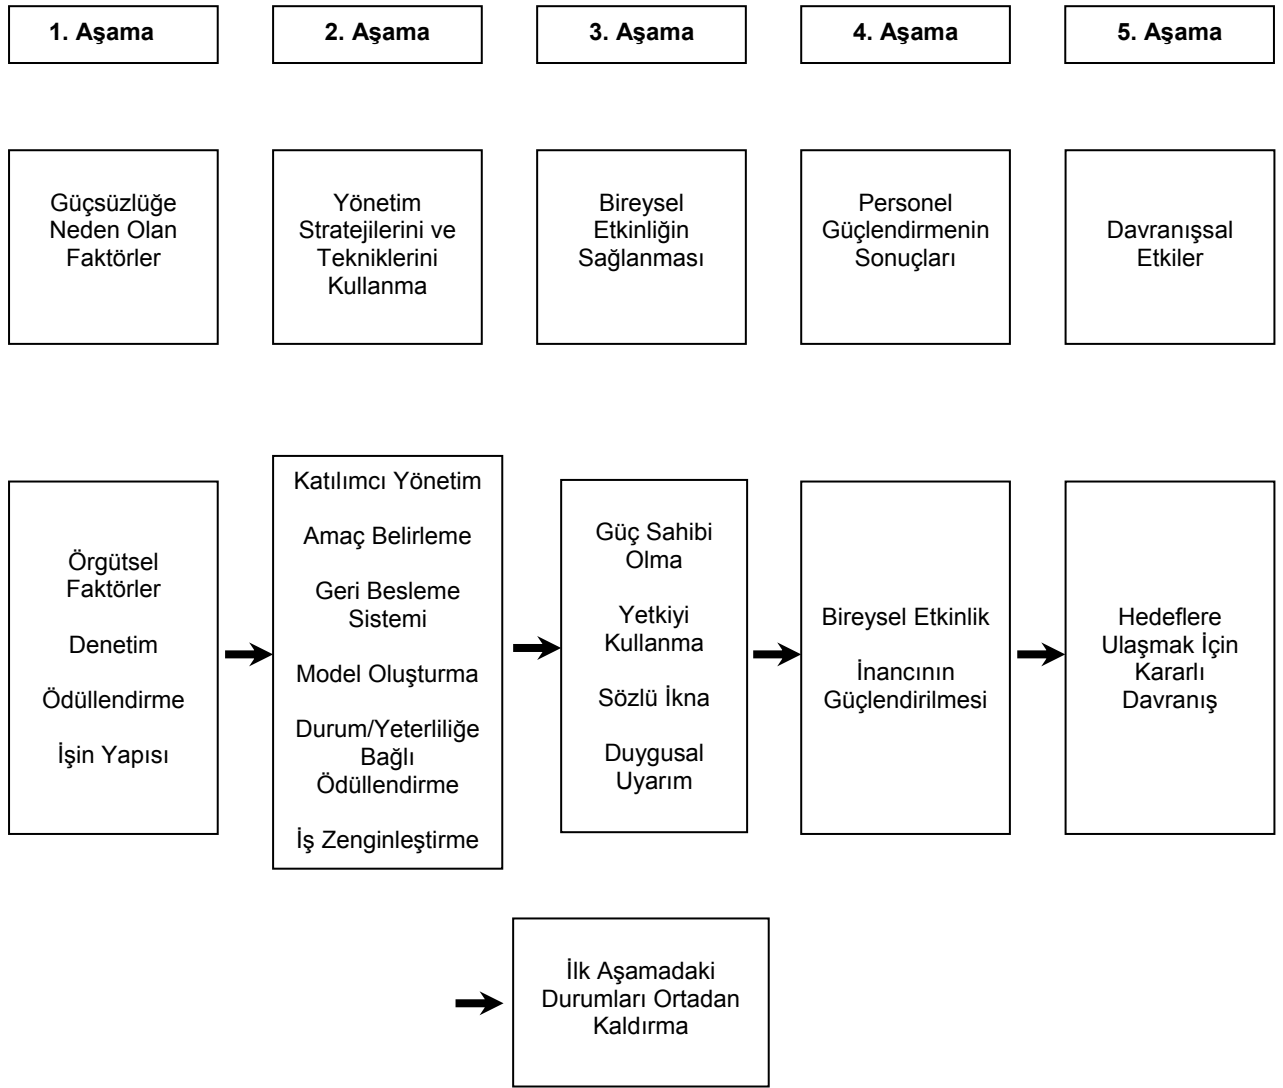 1. Aşama
2. Aşama
3. Aşama
4. Aşama
5. Aşama
Güçsüzlüğe
Neden Olan
Faktörler
Yönetim
Stratejilerini ve
Tekniklerini
Kullanma
Bireysel
Etkinliğin
Sağlanması
Personel
Güçlendirmenin
Sonuçları
Davranışsal
Etkiler
Örgütsel
Faktörler
Denetim
Ödüllendirme
İşin Yapısı
Katılımcı Yönetim
Amaç Belirleme
Geri Besleme
Sistemi
Model Oluşturma
Durum/Yeterliliğe
Bağlı
Ödüllendirme
İş Zenginleştirme
Güç Sahibi
Olma
Yetkiyi
Kullanma
Sözlü İkna
Duygusal
Uyarım
Bireysel Etkinlik
İnancının
Güçlendirilmesi
Hedeflere
Ulaşmak İçin
Kararlı
Davranış
İlk Aşamadaki
Durumları Ortadan
Kaldırma